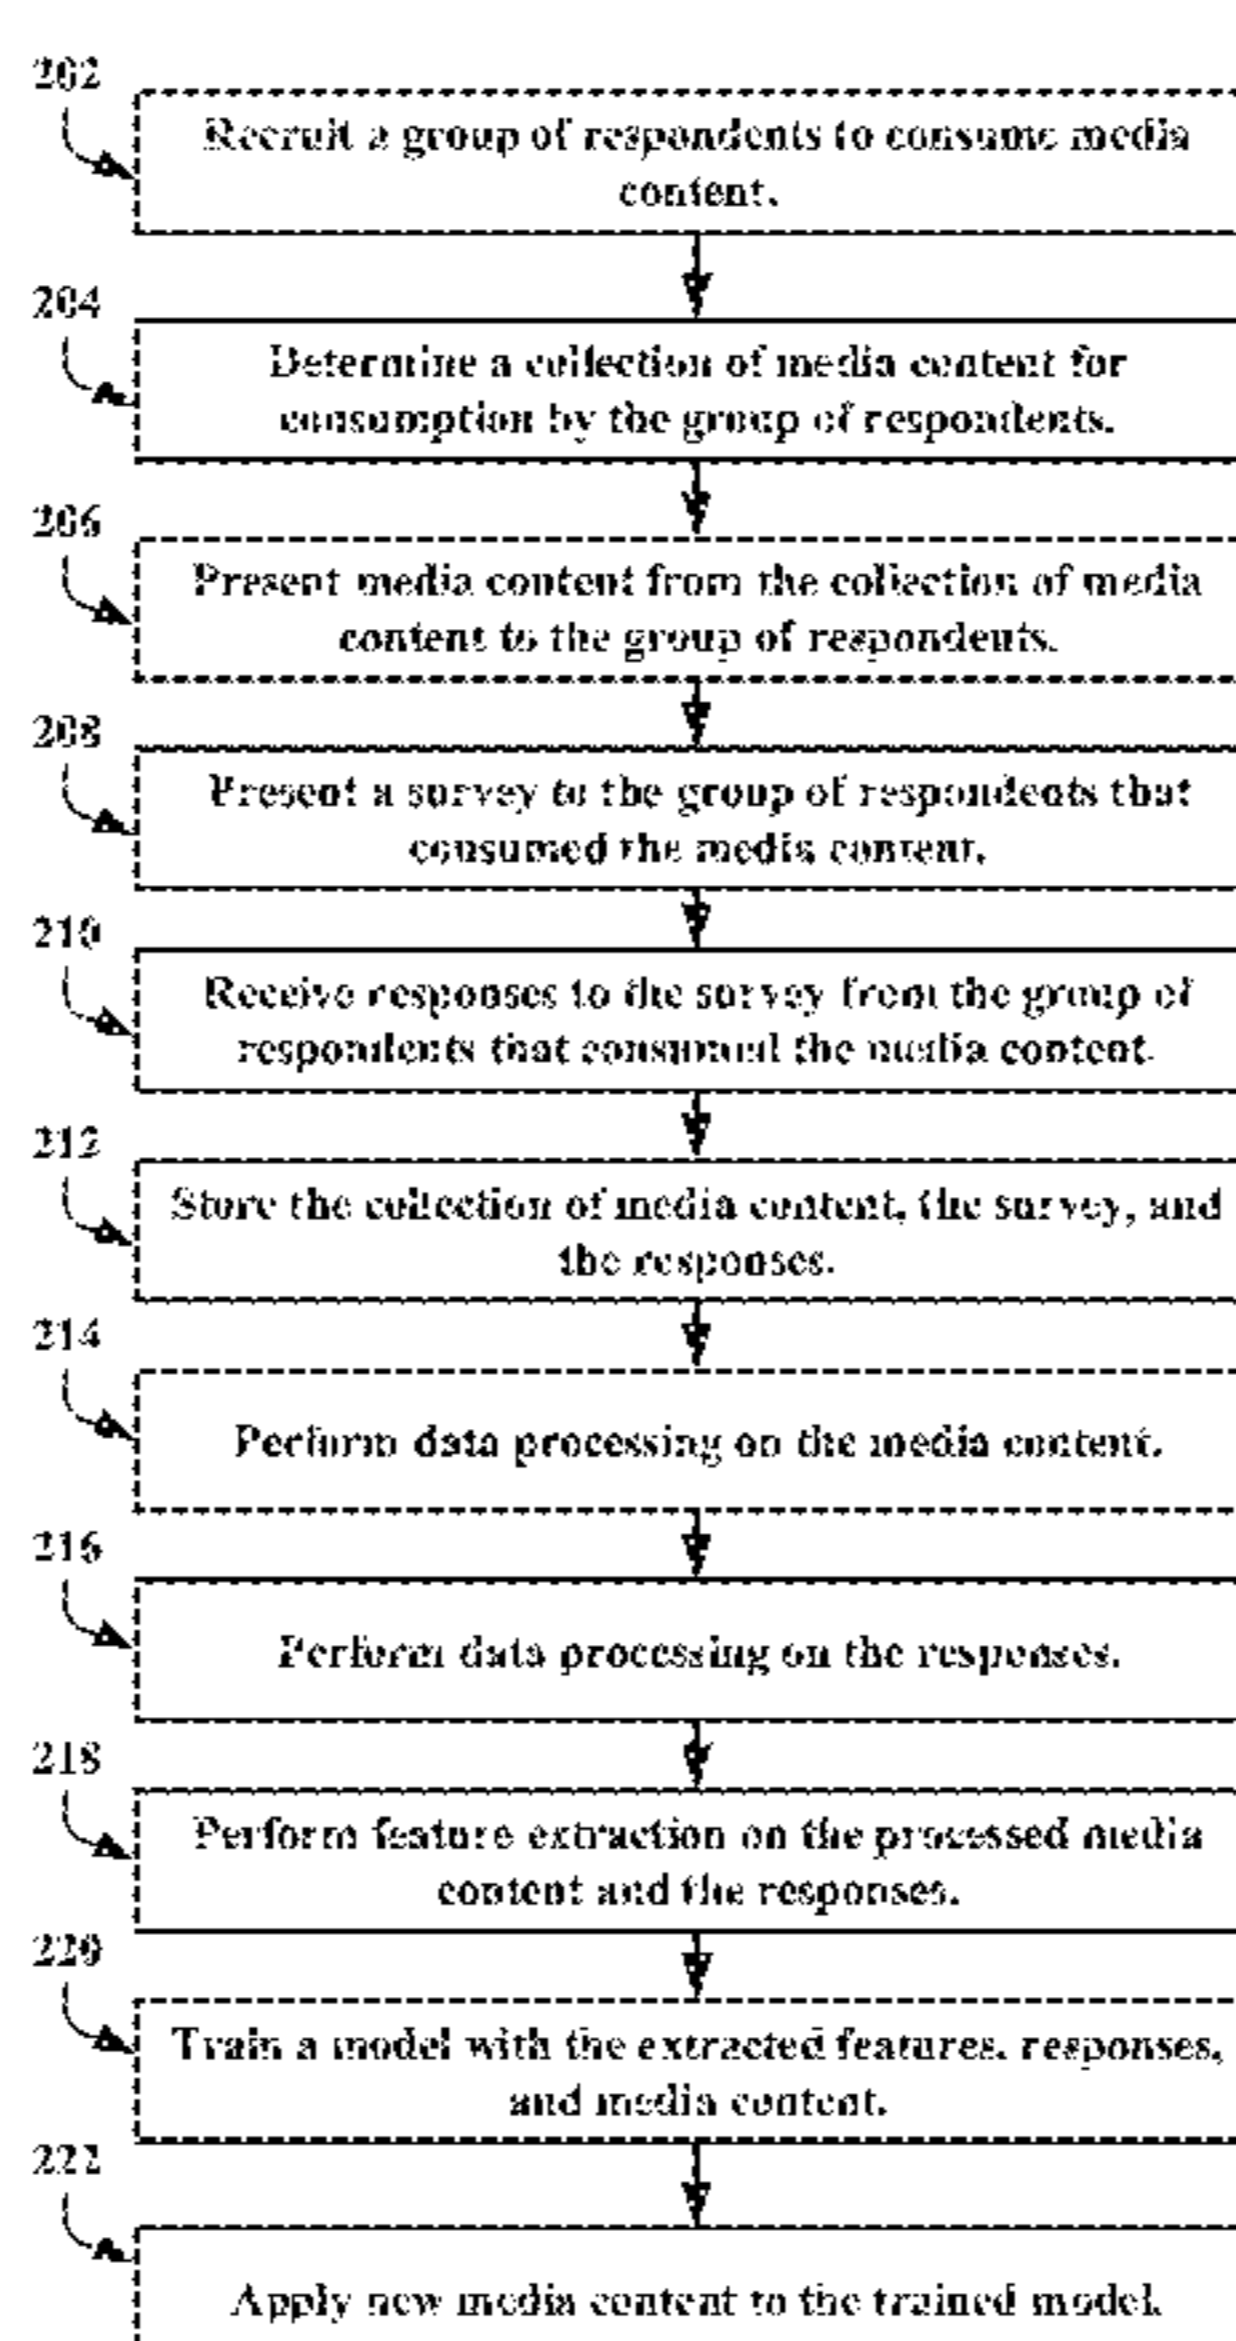 202
Recruit a group of respondents to consume media
content.
204
Determine a collection of media content for
consumption by the group of respondents.
206
Present media content from the collection of media
content to the group of respondents.
208
Present a survey to the group of respondents that
consumed the media content.
210
Receive responses to the survey from the group of
respondents that consumed the media content.
212
Store the collection of media content, the survey, and
the responses.
214
Perform data processing on the media content.
216
Perform data processing on the responses.
218
Perform feature extraction on the processed media
content and the responses.
220
Train a model with the extracted features, responses,
and media content.
222
Apply new media content to the trained model.